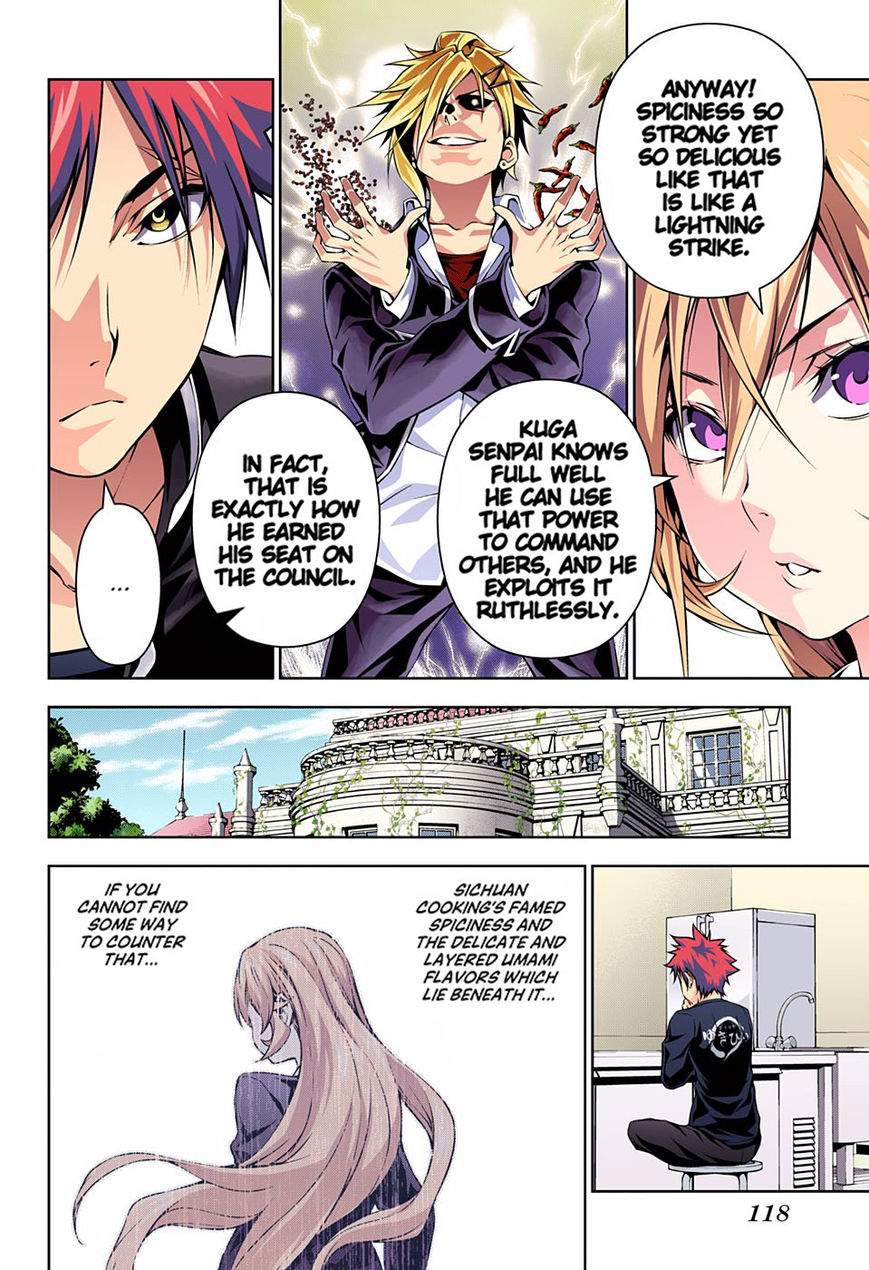 ANYWAY!
SPICINESS SO
STRONG YET
SO DELICIOUS
LIKE THAT
IS LIKE A
LIGHTNING
STRIKE.
KUGA
SENPAI KNOWS
FULL WELL
HE CAN USE
THAT POWER
TO COMMAND
OTHERS, AND HE
EXPLOITS IT
RUTHLESSLY.
IN FACT,
THAT IS
EXACTLY HOW
HE EARNED
HIS SEAT ON
THE COUNCIL.
...
SICHUAN
COOKING'S FAMED
SPICINESS AND
THE DELICATE AND
LAYERED UMAMI
FLAVORS WHICH
LIE BENEATH IT...
IF YOU
CANNOT FIND
SOME WAY
TO COUNTER
THAT...
118